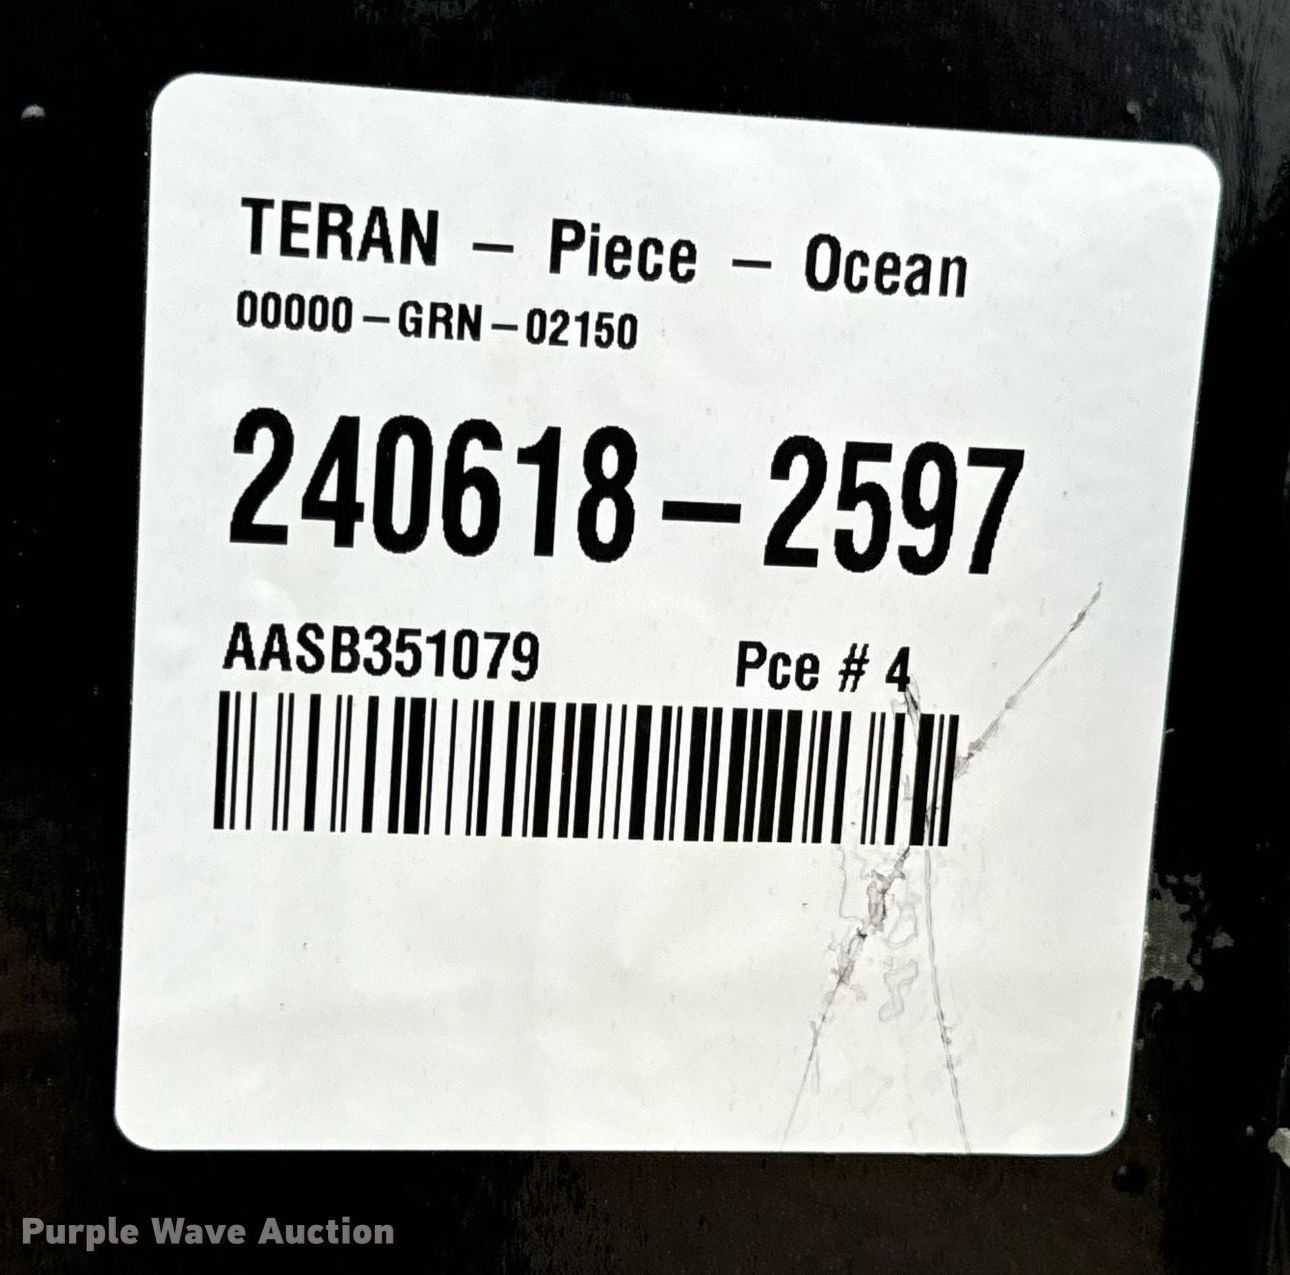 TERAN – Piece – Ocean
00000–GRN–02150
240618–2597
AASB351079 Pce # 4
Purple Wave Auction